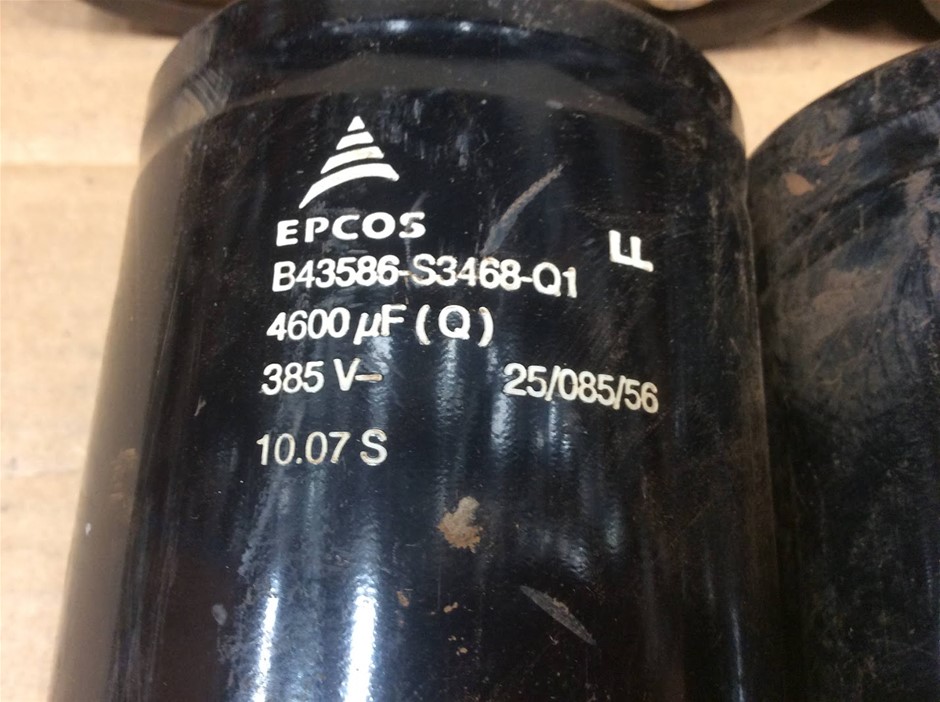 EPCOS
B43586-S3468-Q1
4600 µF ( Q )
385 V–
25/085/56
10.07 S
F